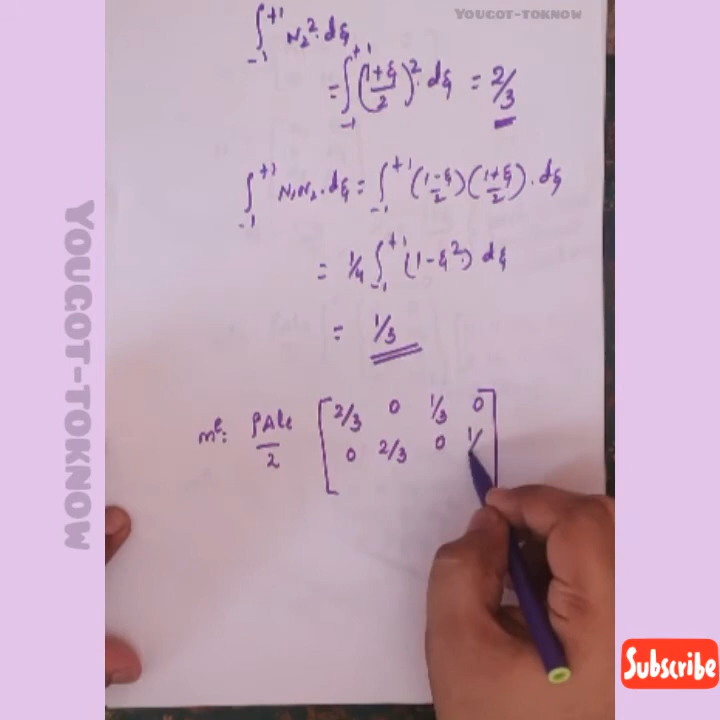 YOUCOT-TOKNOW
∫₋₁⁺¹ N₂². dξ
= ∫₋₁⁺¹ ((1+ξ)/2)². dξ = 2/3
∫₋₁⁺¹ N₁N₂. dξ = ∫₋₁⁺¹ ((1-ξ)/2)((1+ξ)/2). dξ
= 1/4 ∫₋₁⁺¹ (1-ξ²) dξ
= 1/3
mᵉ: ρAle/2 [ 2/3 0 1/3 0
0 2/3 0 1/ ]
YOUCOT-TOKNOW
Subscribe